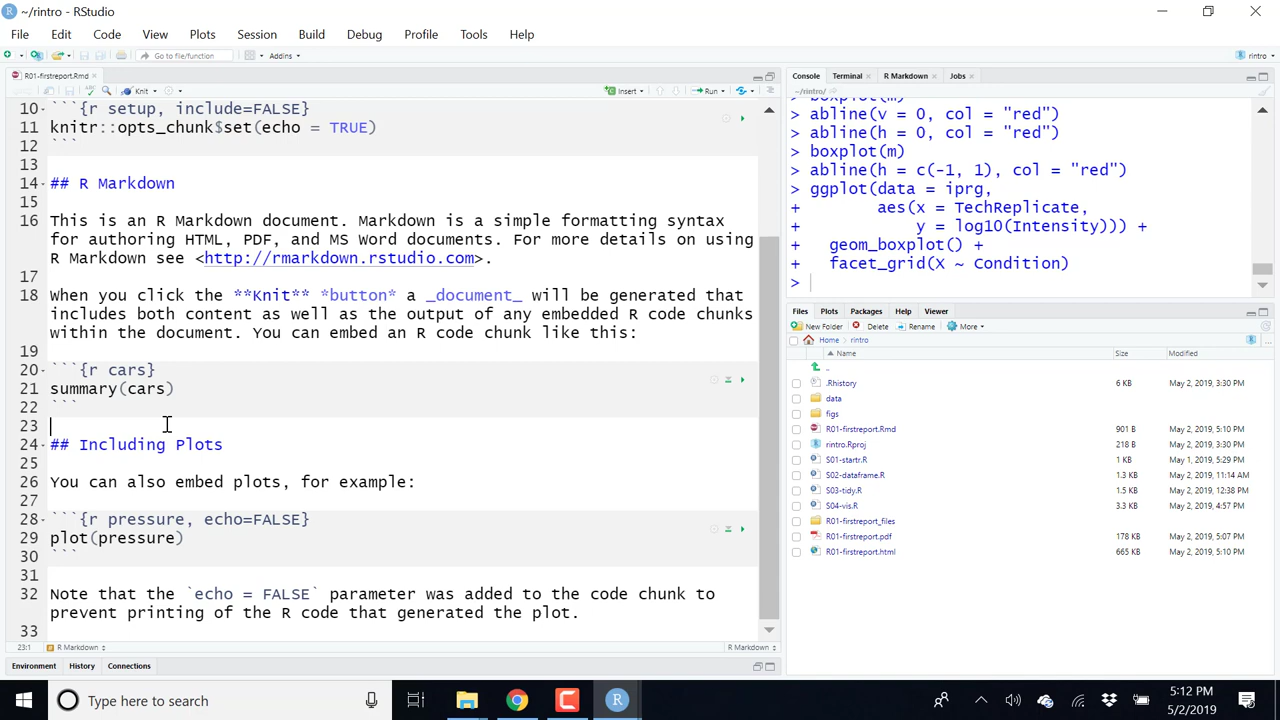 ~/rintro - RStudio
File Edit Code View Plots Session Build Debug Profile Tools Help
Go to file/function Addins rintro
R01-firstreport.Rmd
Knit Insert Run
10 ```{r setup, include=FALSE}
11 knitr::opts_chunk$set(echo = TRUE)
12 ```
13
14 ## R Markdown
15
16 This is an R Markdown document. Markdown is a simple formatting syntax
for authoring HTML, PDF, and MS Word documents. For more details on using
R Markdown see <http://rmarkdown.rstudio.com>.
17
18 When you click the **Knit** *button* a _document_ will be generated that
includes both content as well as the output of any embedded R code chunks
within the document. You can embed an R code chunk like this:
19
20 ```{r cars}
21 summary(cars)
22 ```
23
24 ## Including Plots
25
26 You can also embed plots, for example:
27
28 ```{r pressure, echo=FALSE}
29 plot(pressure)
30 ```
31
32 Note that the `echo = FALSE` parameter was added to the code chunk to
prevent printing of the R code that generated the plot.
33
23:1 R Markdown R Markdown
Environment History Connections
Console Terminal R Markdown Jobs
~/rintro/
> boxplot(m)
> abline(v = 0, col = "red")
> abline(h = 0, col = "red")
> boxplot(m)
> abline(h = c(-1, 1), col = "red")
> ggplot(data = iprg,
+ aes(x = TechReplicate,
+ y = log10(Intensity))) +
+ geom_boxplot() +
+ facet_grid(X ~ Condition)
>
Files Plots Packages Help Viewer
New Folder Delete Rename More
Home rintro
Name Size Modified
..
.Rhistory 6 KB May 2, 2019, 3:30 PM
data
figs
R01-firstreport.Rmd 901 B May 2, 2019, 5:10 PM
rintro.Rproj 218 B May 2, 2019, 3:30 PM
S01-startr.R 1 KB May 1, 2019, 5:29 PM
S02-dataframe.R 1.3 KB May 2, 2019, 11:14 AM
S03-tidy.R 1.5 KB May 2, 2019, 12:38 PM
S04-vis.R 3.3 KB May 2, 2019, 4:57 PM
R01-firstreport_files
R01-firstreport.pdf 178 KB May 2, 2019, 5:07 PM
R01-firstreport.html 665 KB May 2, 2019, 5:10 PM
Type here to search
5:12 PM
5/2/2019